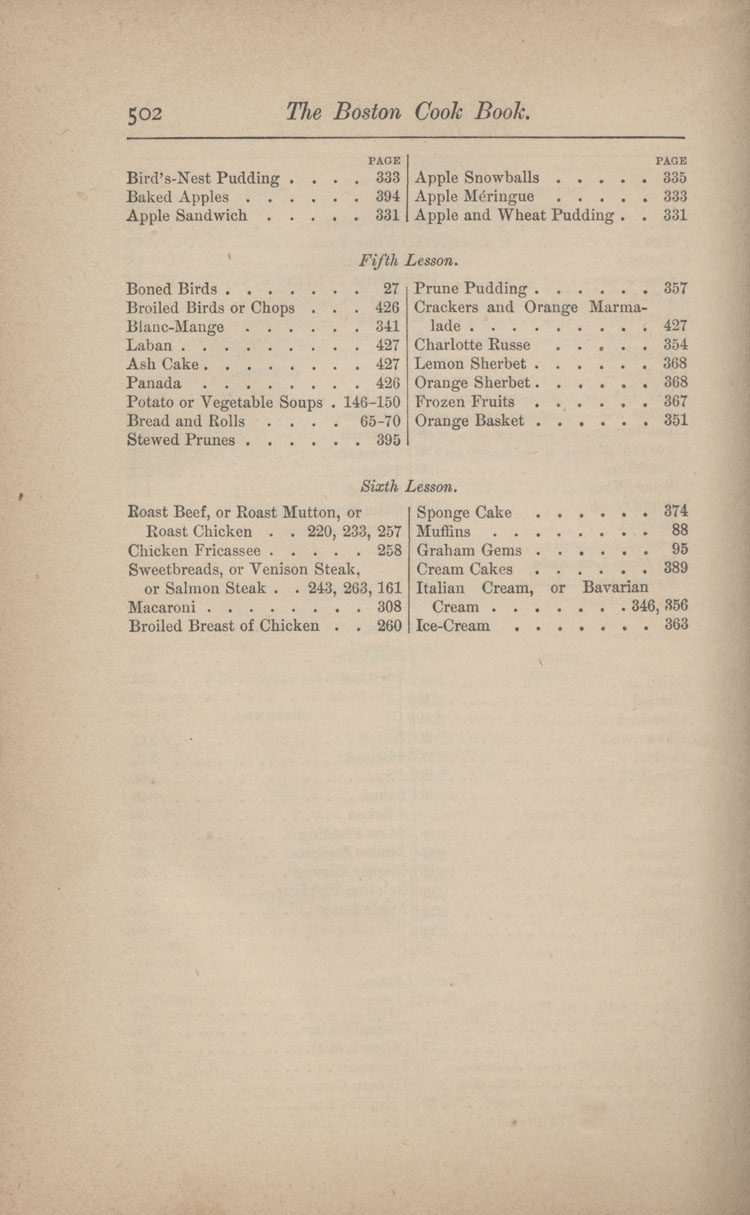 502 The Boston Cook Book.
PAGE
Bird's-Nest Pudding . . . . 333
Baked Apples . . . . . . 394
Apple Sandwich . . . . . 331
PAGE
Apple Snowballs . . . . . 335
Apple Méringue . . . . . 333
Apple and Wheat Pudding . . 331
Fifth Lesson.
Boned Birds . . . . . . . 27
Broiled Birds or Chops . . . 426
Blanc-Mange . . . . . . 341
Laban . . . . . . . . . 427
Ash Cake . . . . . . . . 427
Panada . . . . . . . . 426
Potato or Vegetable Soups . 146-150
Bread and Rolls . . . . 65-70
Stewed Prunes . . . . . . 395
Prune Pudding . . . . . . 357
Crackers and Orange Marma-
lade . . . . . . . . . 427
Charlotte Russe . . . . . 354
Lemon Sherbet . . . . . . 368
Orange Sherbet . . . . . . 368
Frozen Fruits . . . . . . 367
Orange Basket . . . . . . 351
Sixth Lesson.
Roast Beef, or Roast Mutton, or
Roast Chicken . . 220, 233, 257
Chicken Fricassee . . . . . 258
Sweetbreads, or Venison Steak,
or Salmon Steak . . 243, 263, 161
Macaroni . . . . . . . . 308
Broiled Breast of Chicken . . 260
Sponge Cake . . . . . . 374
Muffins . . . . . . . . 88
Graham Gems . . . . . . 95
Cream Cakes . . . . . . 389
Italian Cream, or Bavarian
Cream . . . . . . . 346, 356
Ice-Cream . . . . . . . 363